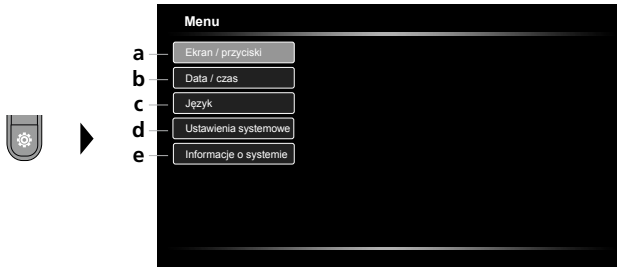 Menu
a Ekran / przyciski
b Data / czas
c Język
d Ustawienia systemowe
e Informacje o systemie